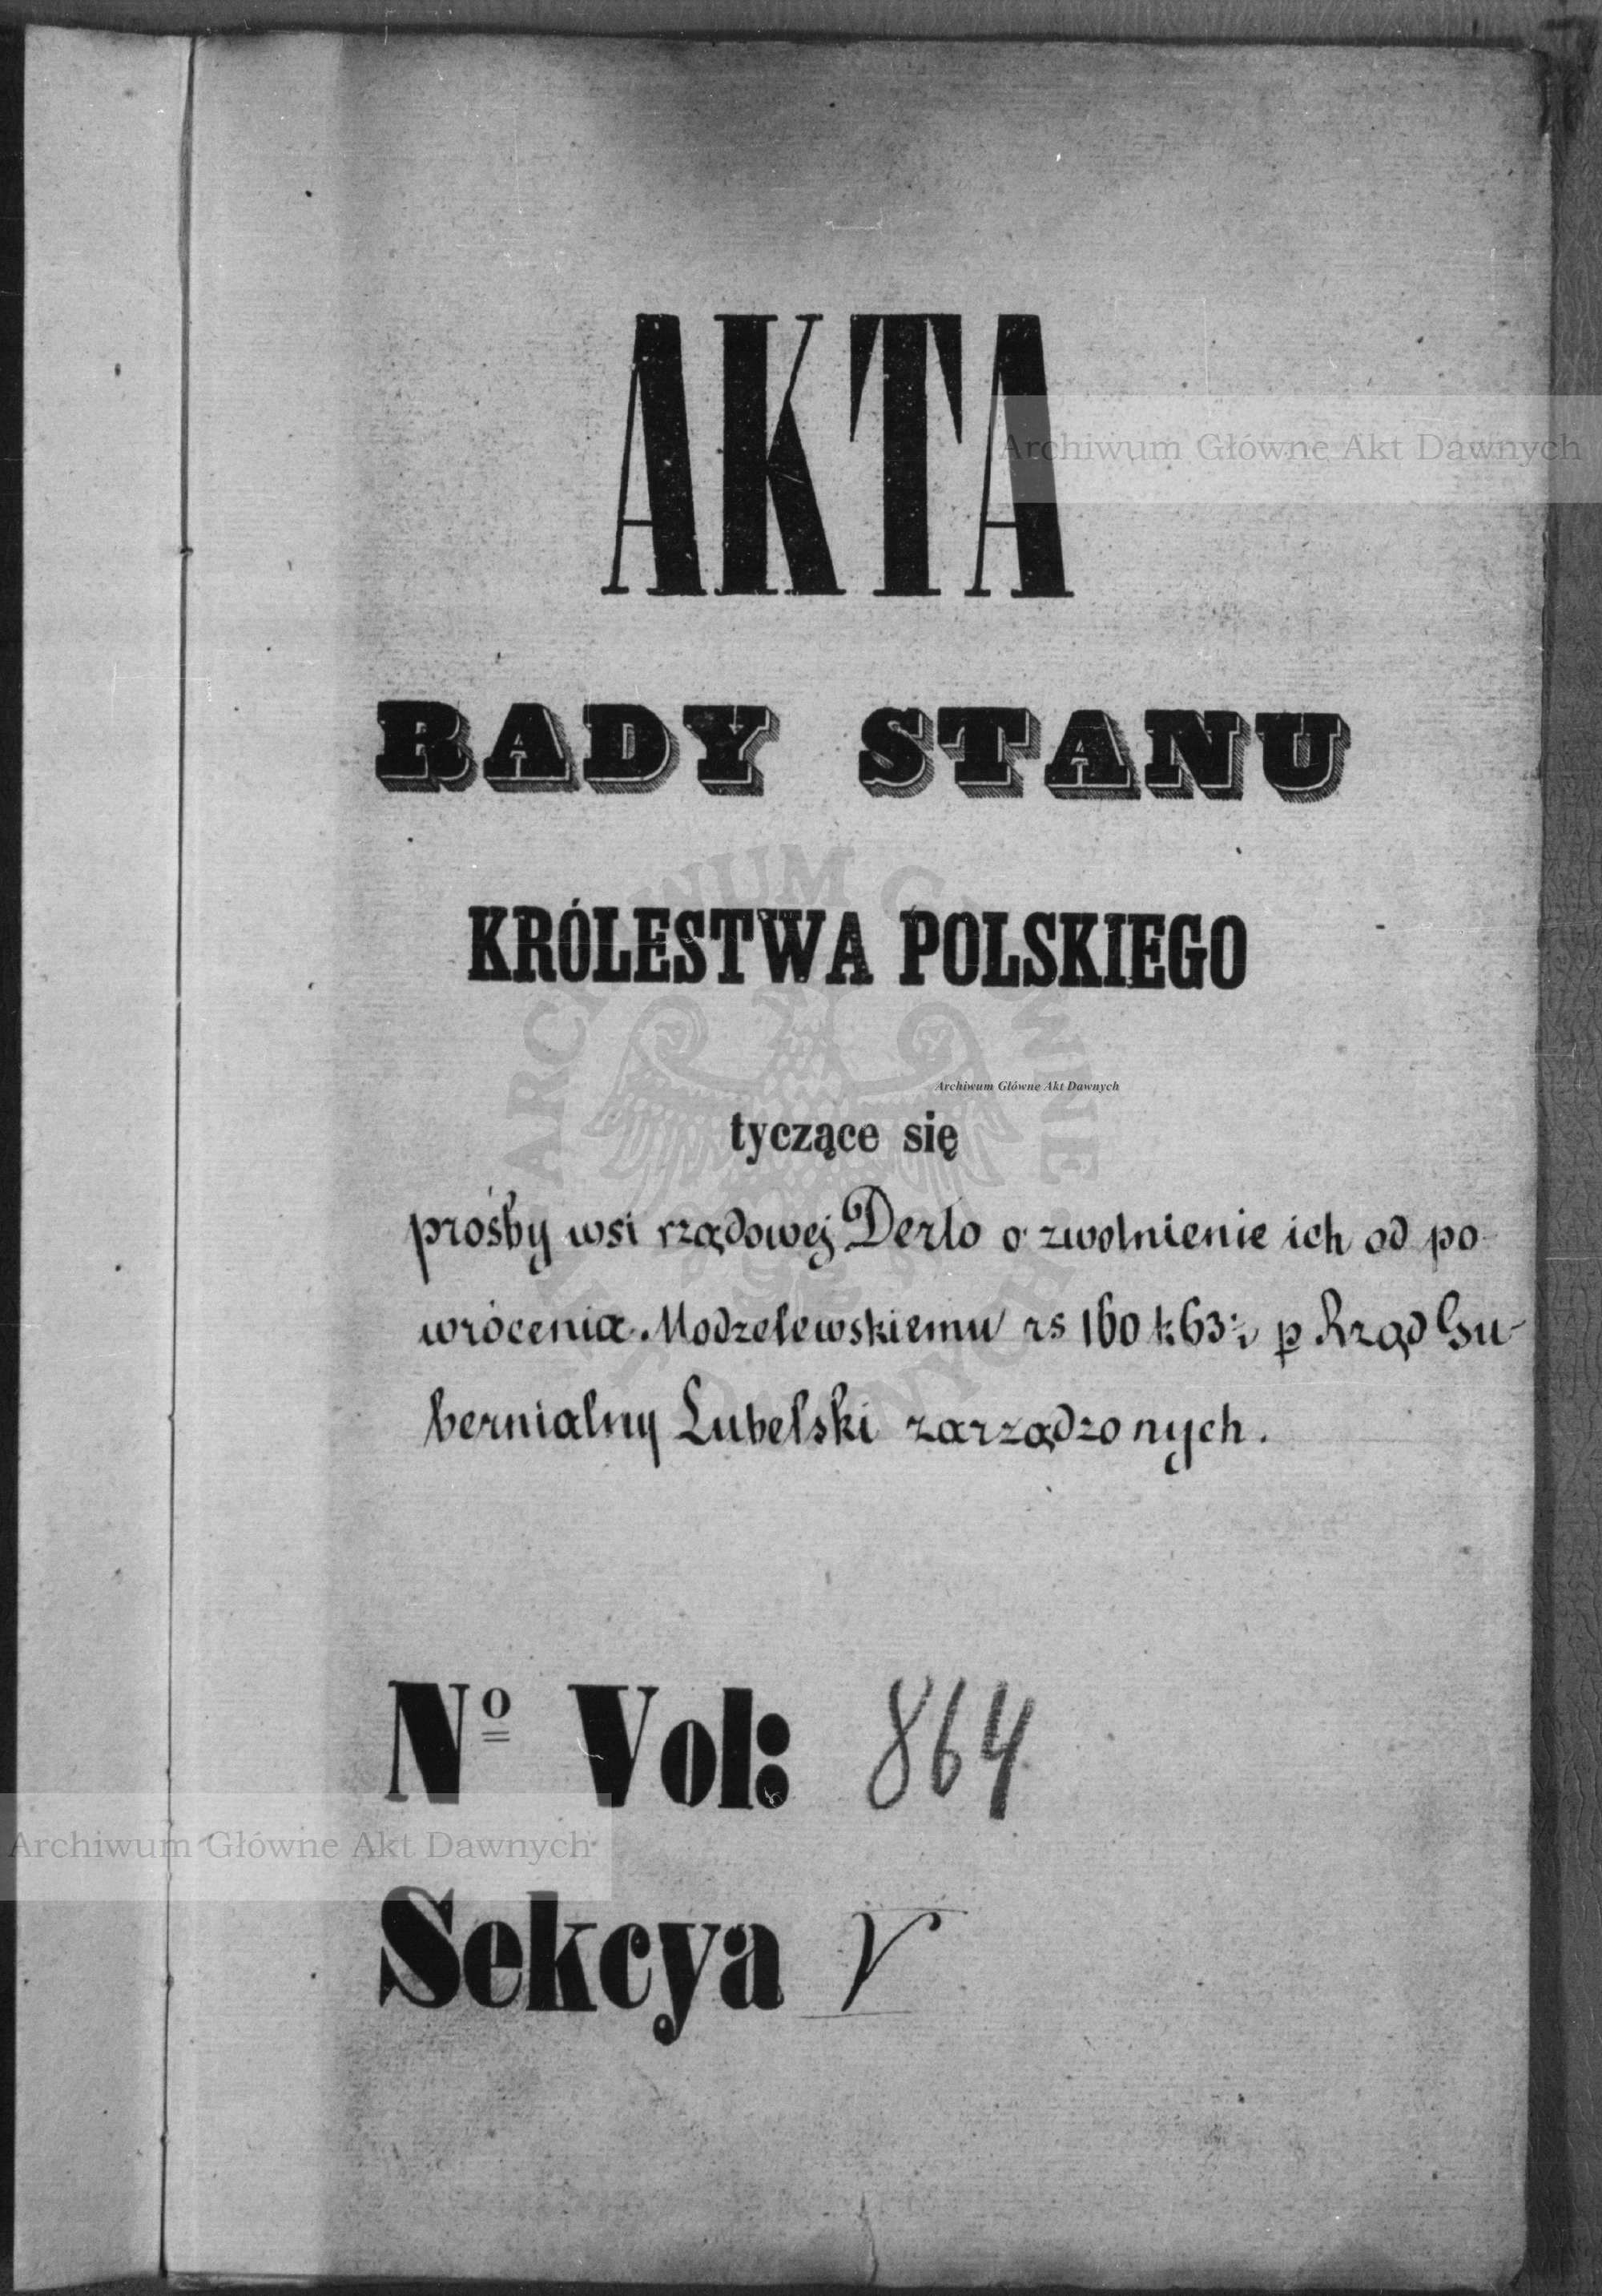 AKTA
Archiwum Główne Akt Dawnych
RADY STANU
KRÓLESTWA POLSKIEGO
Archiwum Główne Akt Dawnych
tyczące się
prośby wsi rządowej Derło o zwolnienie ich od po-
wrócenia Modzelewskiemu rs 160 k 63½ p Rząd Gu-
bernialny Lubelski zarządzonych.
Nº Vol: 864
Archiwum Główne Akt Dawnych
Sekcya V